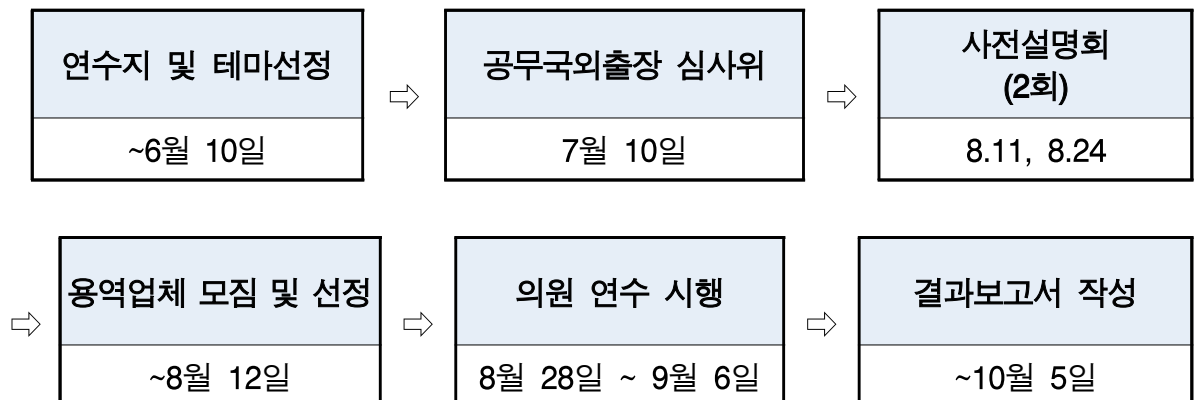 연수지 및 테마선정
~6월 10일
⇨
공무국외출장 심사위
7월 10일
⇨
사전설명회
(2회)
8.11, 8.24
⇨
용역업체 모짐 및 선정
~8월 12일
⇨
의원 연수 시행
8월 28일 ~ 9월 6일
⇨
결과보고서 작성
~10월 5일